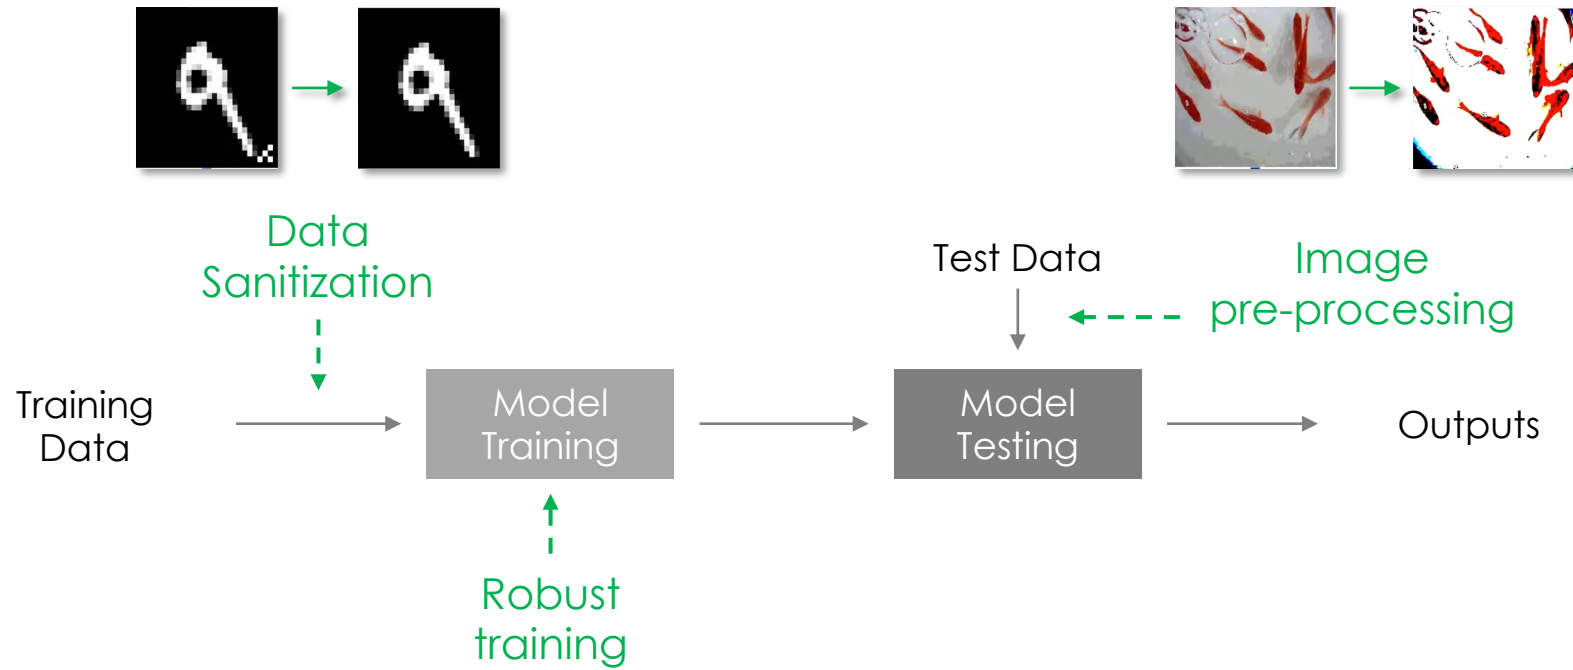 Data
Sanitization
Test Data
Image
pre-processing
Training
Data
Model
Training
Model
Testing
Outputs
Robust
training